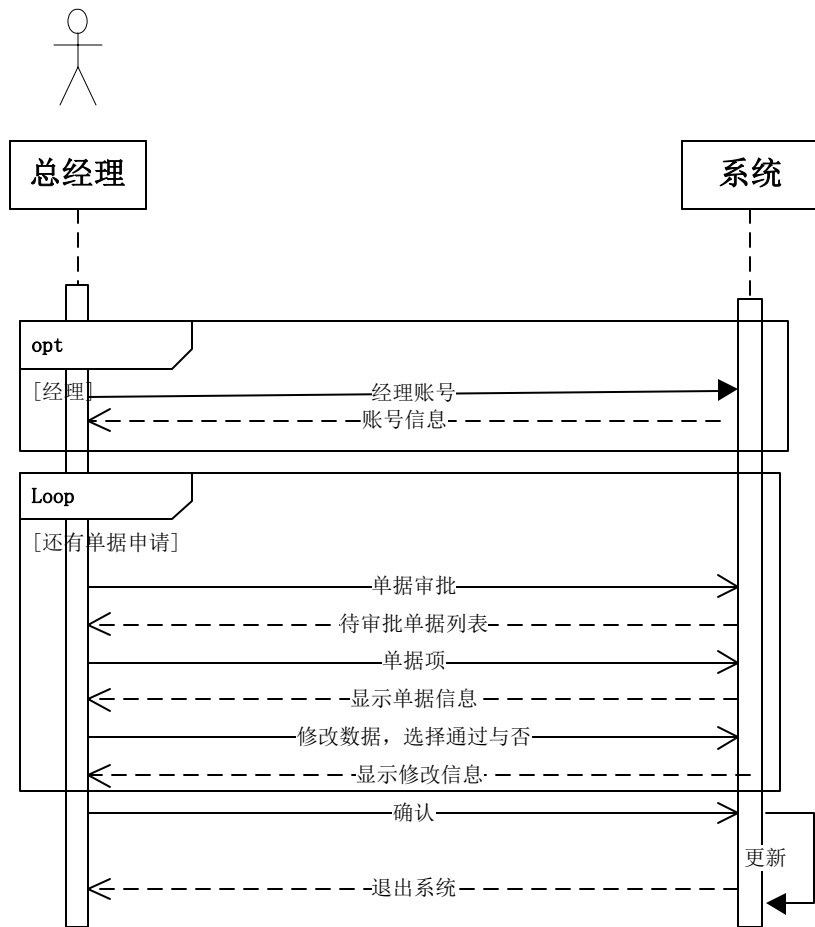 总经理
系统
opt
[经理]
经理账号
账号信息
Loop
[还有单据申请]
单据审批
待审批单据列表
单据项
显示单据信息
修改数据，选择通过与否
显示修改信息
确认
更新
退出系统